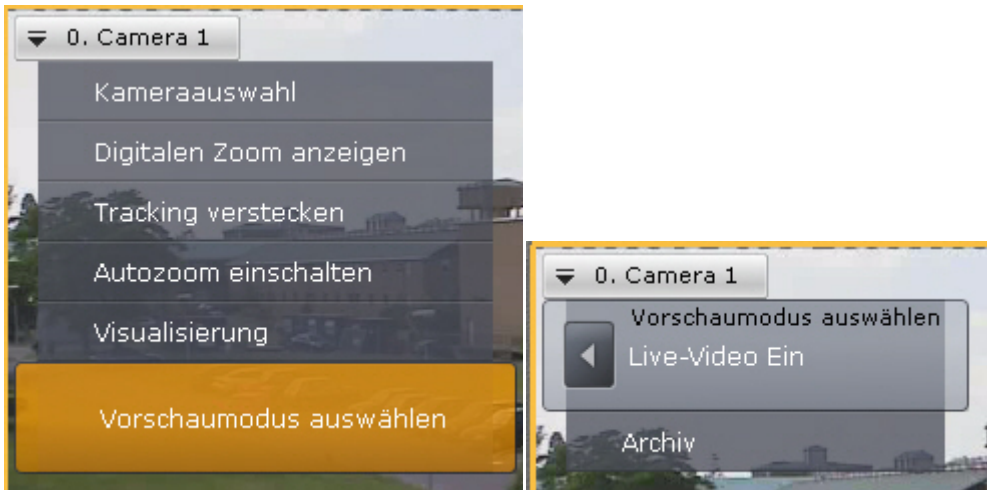 0. Camera 1
Kameraauswahl
Digitalen Zoom anzeigen
Tracking verstecken
Autozoom einschalten
Visualisierung
Vorschaumodus auswählen
0. Camera 1
Vorschaumodus auswählen
Live-Video Ein
Archiv